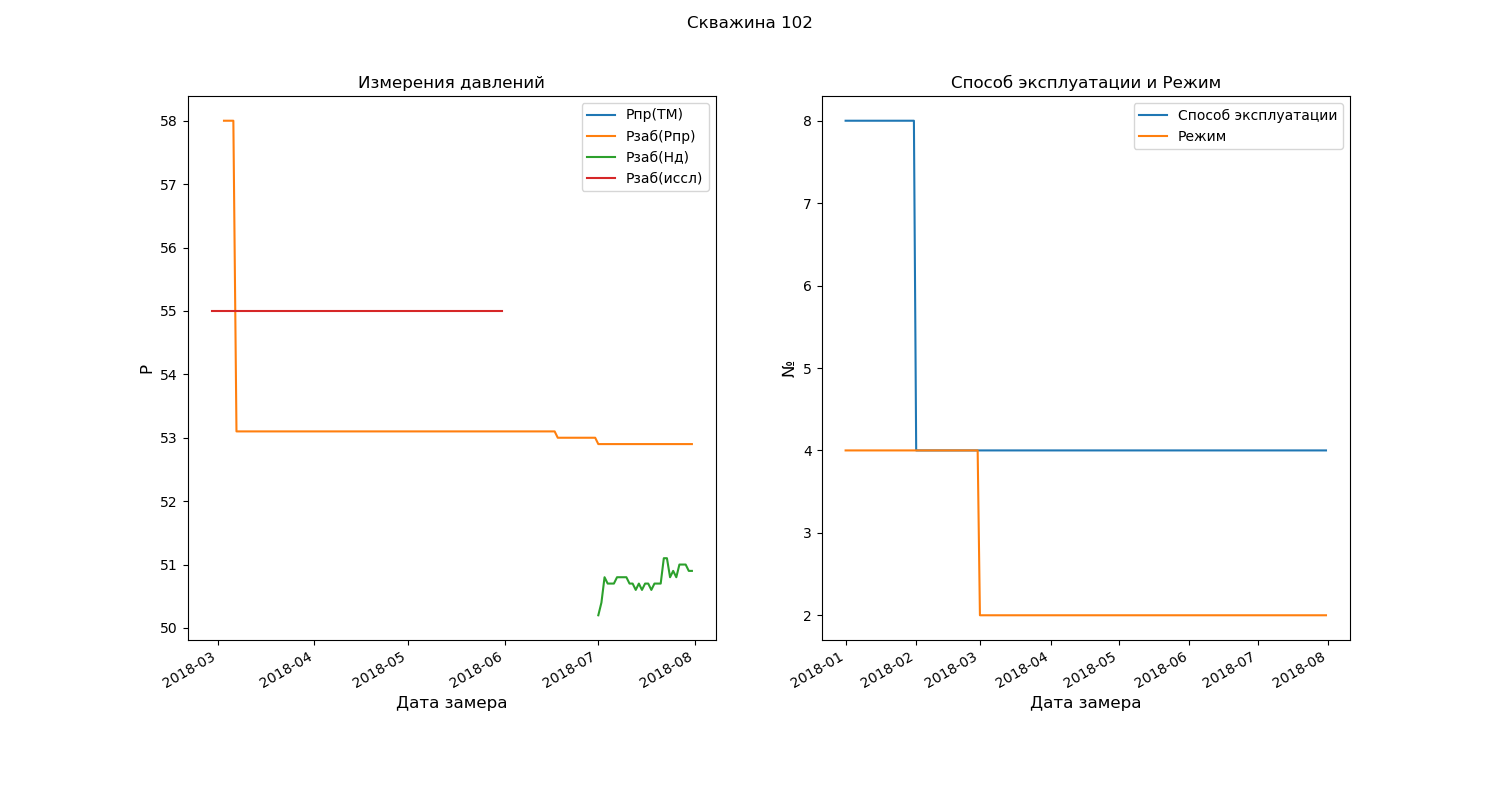 Скважина 102
Измерения давлений
Рпр(ТМ)
Рзаб(Рпр)
Рзаб(Нд)
Рзаб(иссл)
58
57
56
55
54
53
52
51
50
P
2018-03
2018-04
2018-05
2018-06
2018-07
2018-08
Дата замера
Способ эксплуатации и Режим
Способ эксплуатации
Режим
8
7
6
5
4
3
2
№
2018-01
2018-02
2018-03
2018-04
2018-05
2018-06
2018-07
2018-08
Дата замера